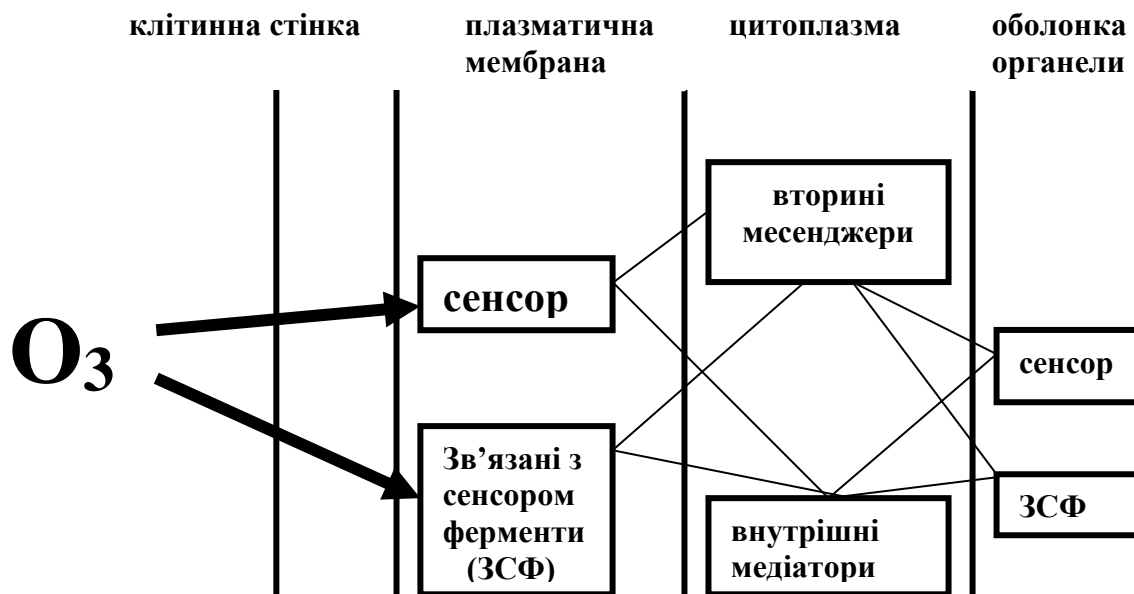 клітинна стінка
плазматична
мембрана
цитоплазма
оболонка
органели
О3
сенсор
Зв’язані з
сенсором
ферменти
(ЗСФ)
вторині
месенджери
внутрішні
медіатори
сенсор
ЗСФ